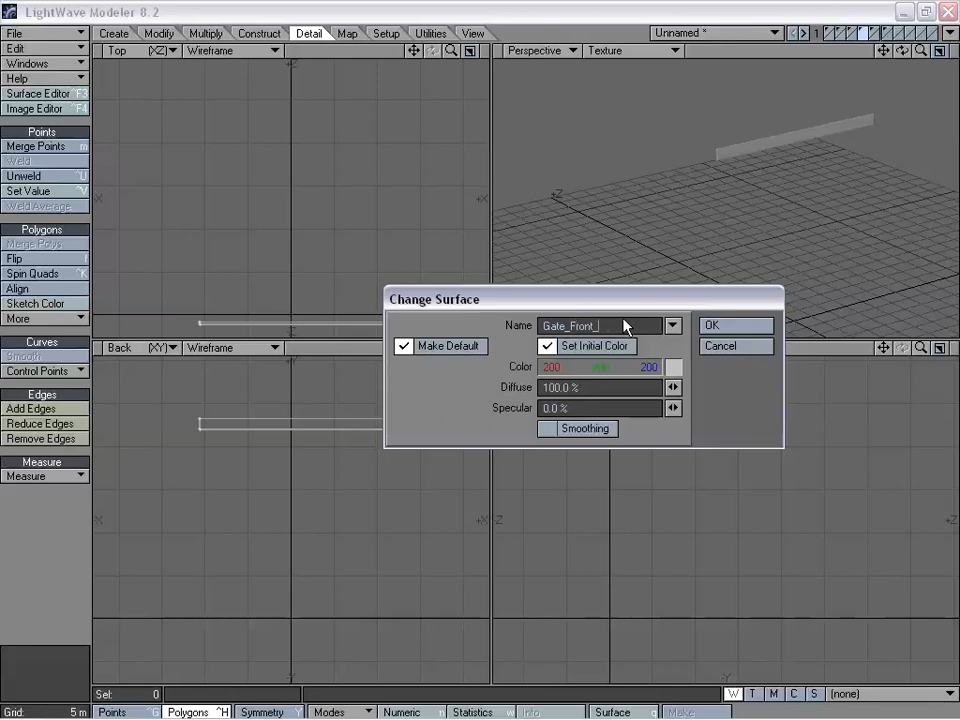 LightWave Modeler 8.2
File Create Modify Multiply Construct Detail Map Setup Utilities View Unnamed * 1
Edit Top (XZ) Wireframe Perspective Texture
Windows
Help
Surface Editor ^F3
Image Editor ^F4
Points
Merge Points m
Weld
Unweld ^U
Set Value ^V
Weld Average
Polygons
Merge Polys
Flip f
Spin Quads ^K
Align
Sketch Color
More
Curves
Smooth
Control Points
Edges
Add Edges
Reduce Edges
Remove Edges
Measure
Measure
Back (XY) Wireframe
Change Surface
Name Gate_Front_ OK
Make Default Set Initial Color Cancel
Color 200 200
Diffuse 100.0 %
Specular 0.0 %
Smoothing
Sel: 0 W T M C S (none)
Grid: 5 m Points ^G Polygons ^H Symmetry Y Modes Numeric n Statistics w Info i Surface q Make